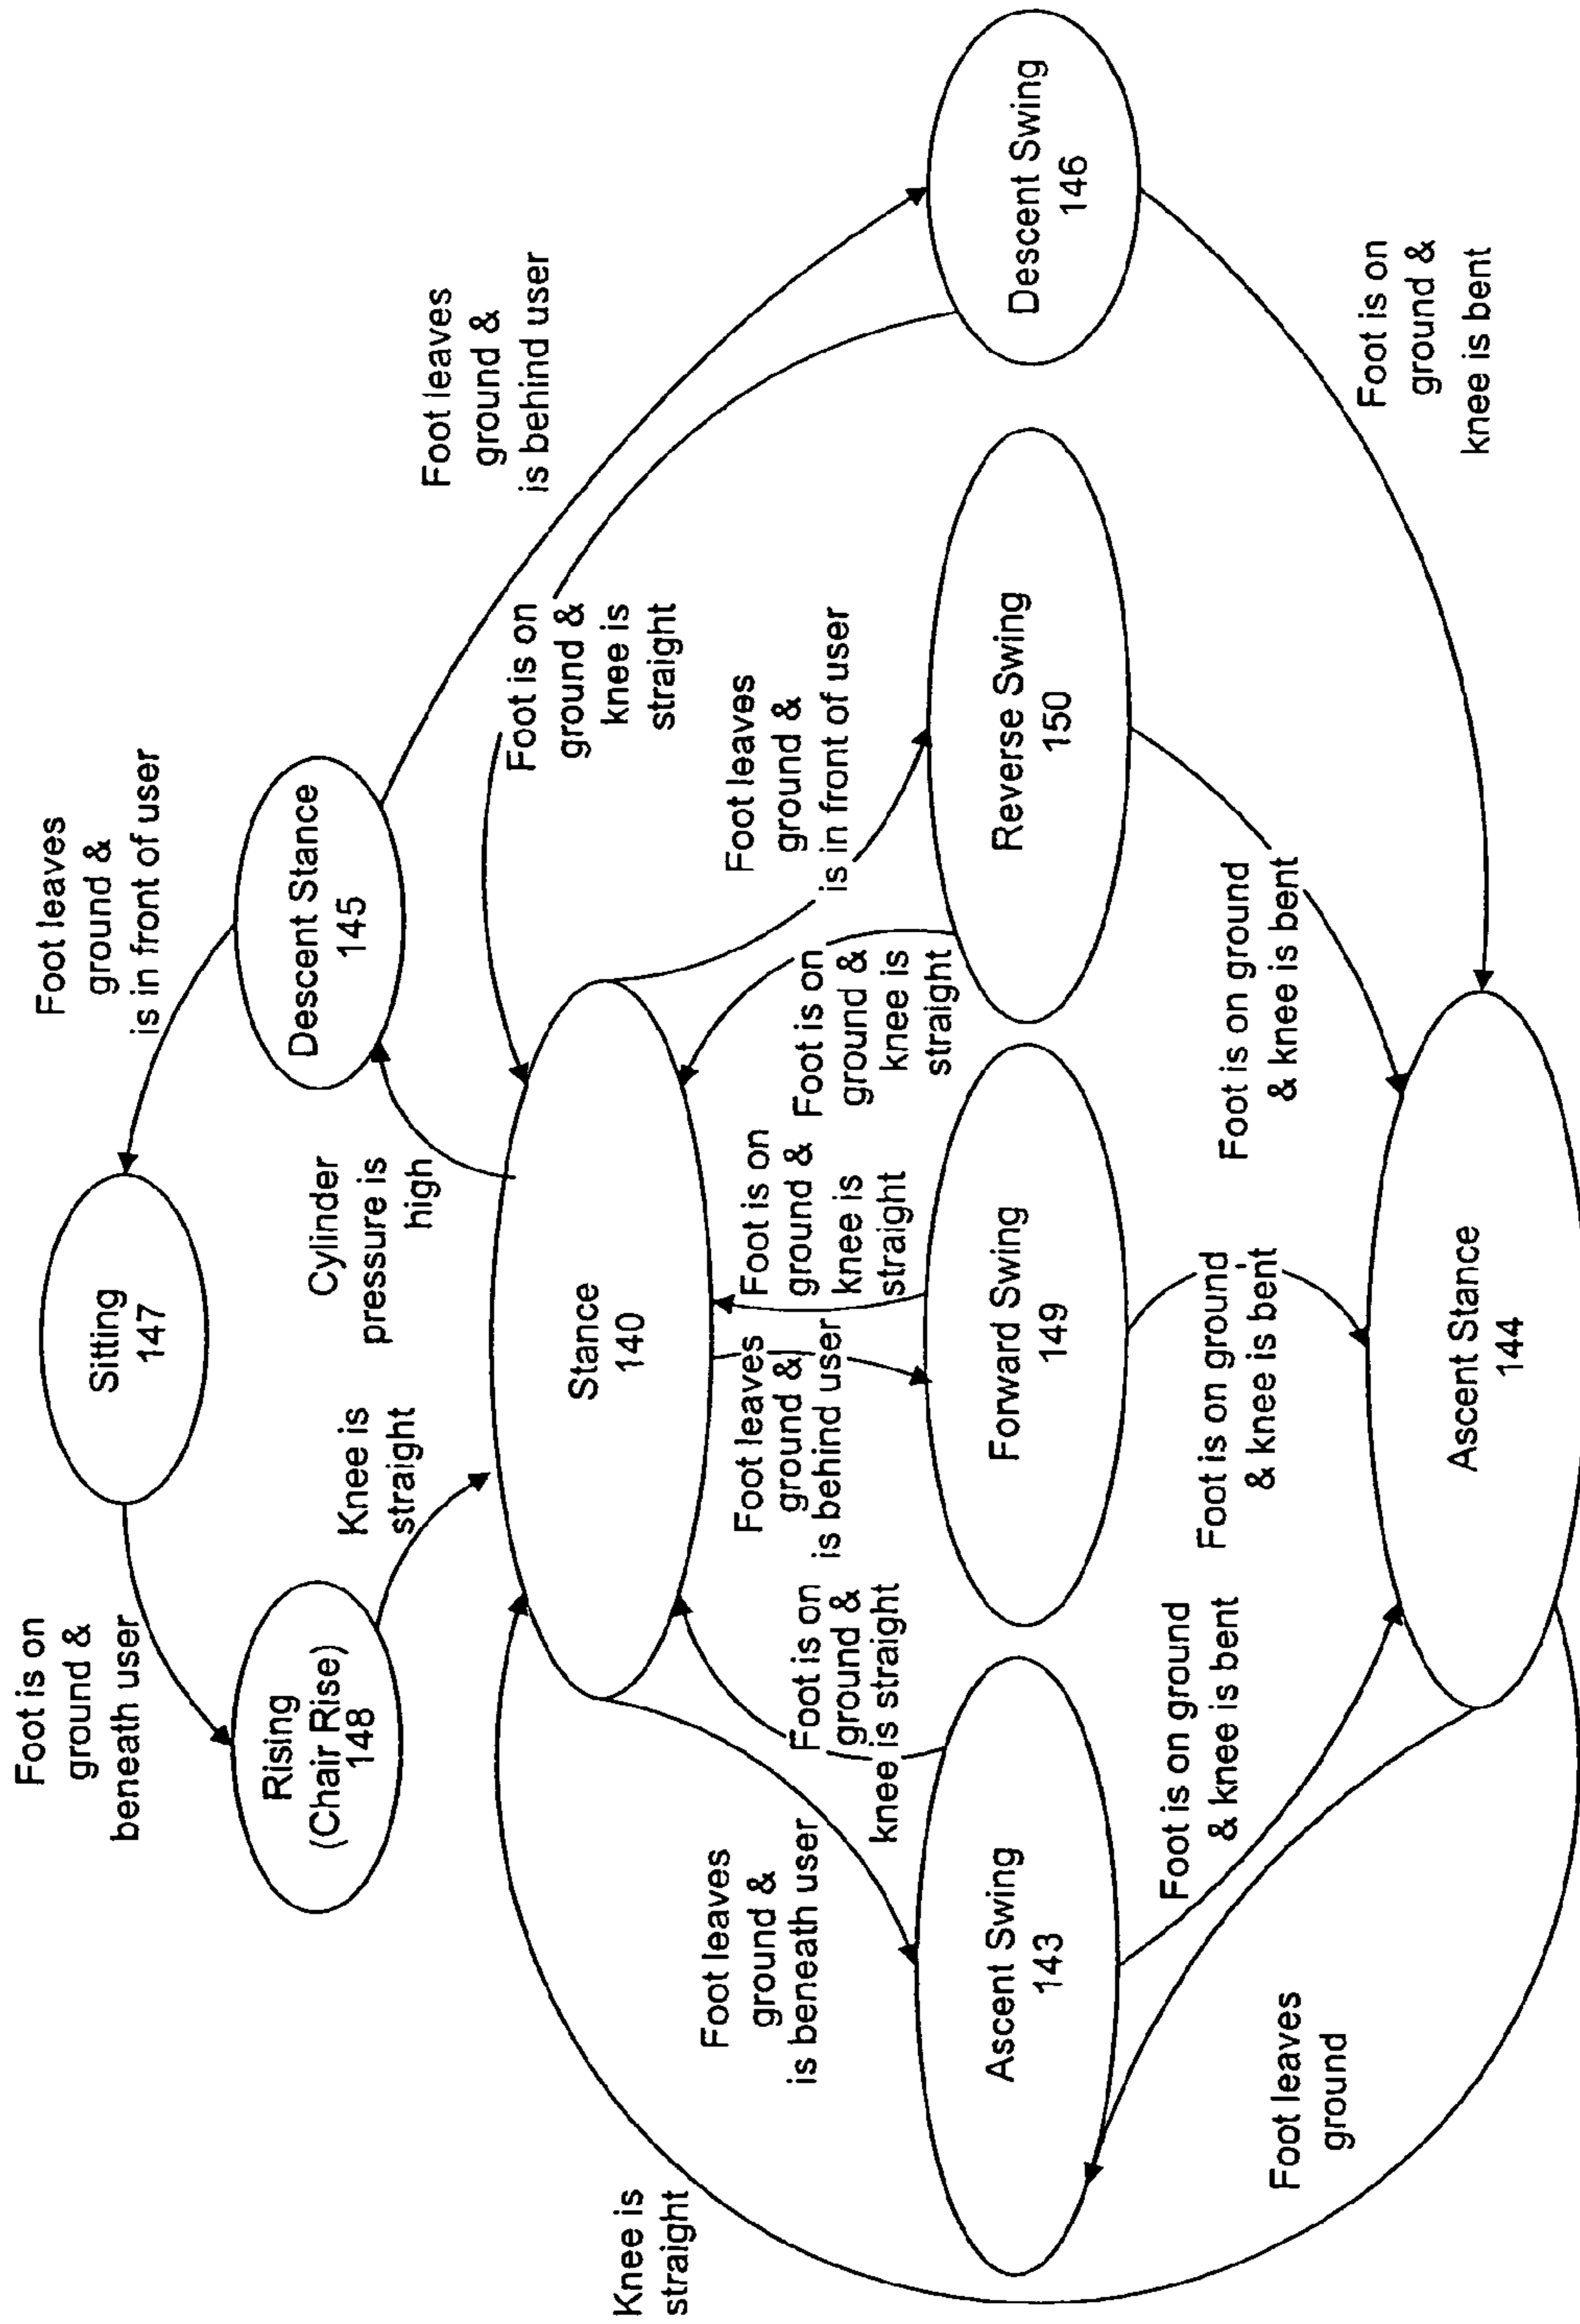 Foot is on
ground &
beneath user
Foot leaves
ground &
is in front of user
Sitting
147
Rising
(Chair Rise)
148
Descent Stance
145
Knee is
straight
Cylinder
pressure is
high
Foot leaves
ground &
is behind user
Foot is on
ground &
knee is
straight
Stance
140
Knee is
straight
Foot leaves
ground &
is beneath user
Foot is on
ground &
knee is straight
Foot leaves
ground &
is behind user
Foot is on
ground &
knee is
straight
Foot is on
ground &
knee is
straight
Foot leaves
ground &
is in front of user
Ascent Swing
143
Forward Swing
149
Reverse Swing
150
Descent Swing
146
Foot is on ground
& knee is bent
Foot is on ground
& knee is bent
Foot is on ground
& knee is bent
Foot is on
ground &
knee is bent
Foot leaves
ground
Ascent Stance
144